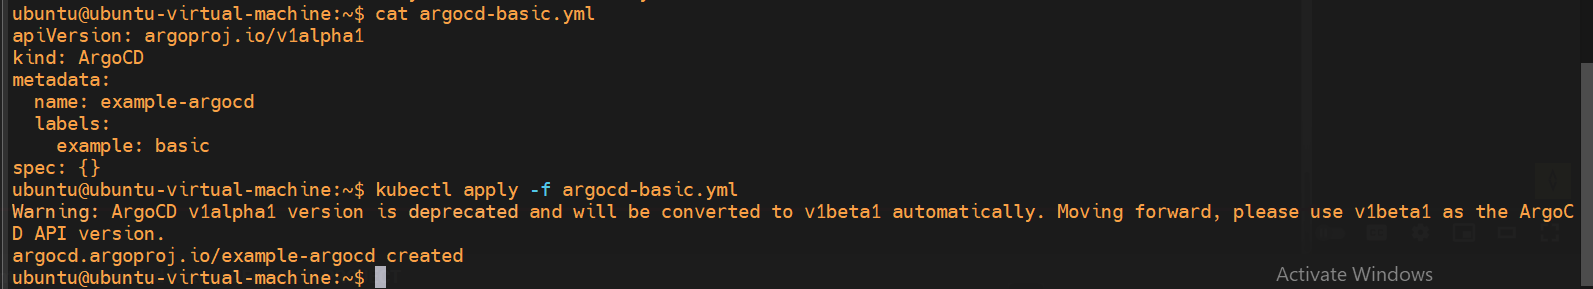 ubuntu@ubuntu-virtual-machine:~$ cat argocd-basic.yml
apiVersion: argoproj.io/v1alpha1
kind: ArgoCD
metadata:
  name: example-argocd
  labels:
    example: basic
spec: {}
ubuntu@ubuntu-virtual-machine:~$ kubectl apply -f argocd-basic.yml
Warning: ArgoCD v1alpha1 version is deprecated and will be converted to v1beta1 automatically. Moving forward, please use v1beta1 as the ArgoC
D API version.
argocd.argoproj.io/example-argocd created
ubuntu@ubuntu-virtual-machine:~$
Activate Windows